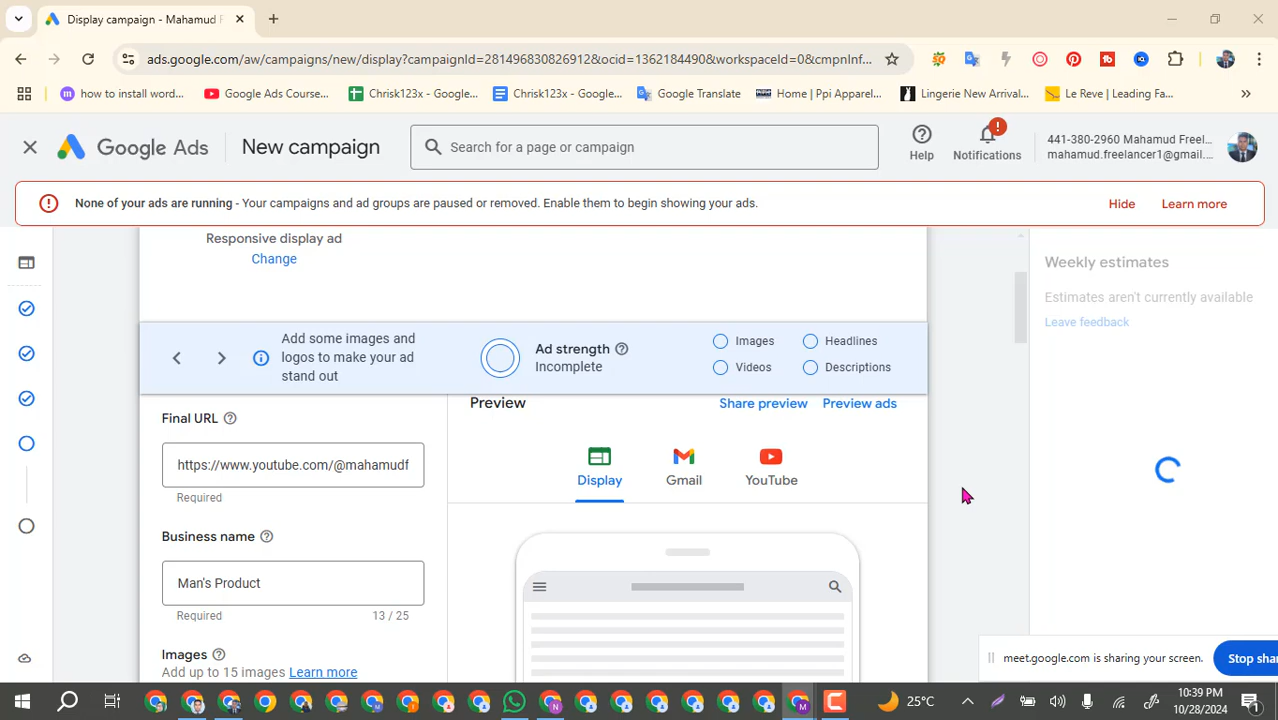 Display campaign - Mahamud F
ads.google.com/aw/campaigns/new/display?campaignId=281496830826912&ocid=1362184490&workspaceId=0&cmpnInf...
how to install word...
Google Ads Course...
Chrisk123x - Google...
Chrisk123x - Google...
Google Translate
Home | Ppi Apparel...
Lingerie New Arrival...
Le Reve | Leading Fa...
Google Ads
New campaign
Search for a page or campaign
Help
Notifications
441-380-2960 Mahamud Freel...
mahamud.freelancer1@gmail....
None of your ads are running - Your campaigns and ad groups are paused or removed. Enable them to begin showing your ads.
Hide
Learn more
Responsive display ad
Change
Weekly estimates
Estimates aren't currently available
Leave feedback
Add some images and
logos to make your ad
stand out
Ad strength
Incomplete
Images
Headlines
Videos
Descriptions
Final URL
https://www.youtube.com/@mahamudf
Required
Business name
Man's Product
Required
13 / 25
Images
Add up to 15 images Learn more
Preview
Share preview
Preview ads
Display
Gmail
YouTube
meet.google.com is sharing your screen.
Stop shar
25°C
10:39 PM
10/28/2024